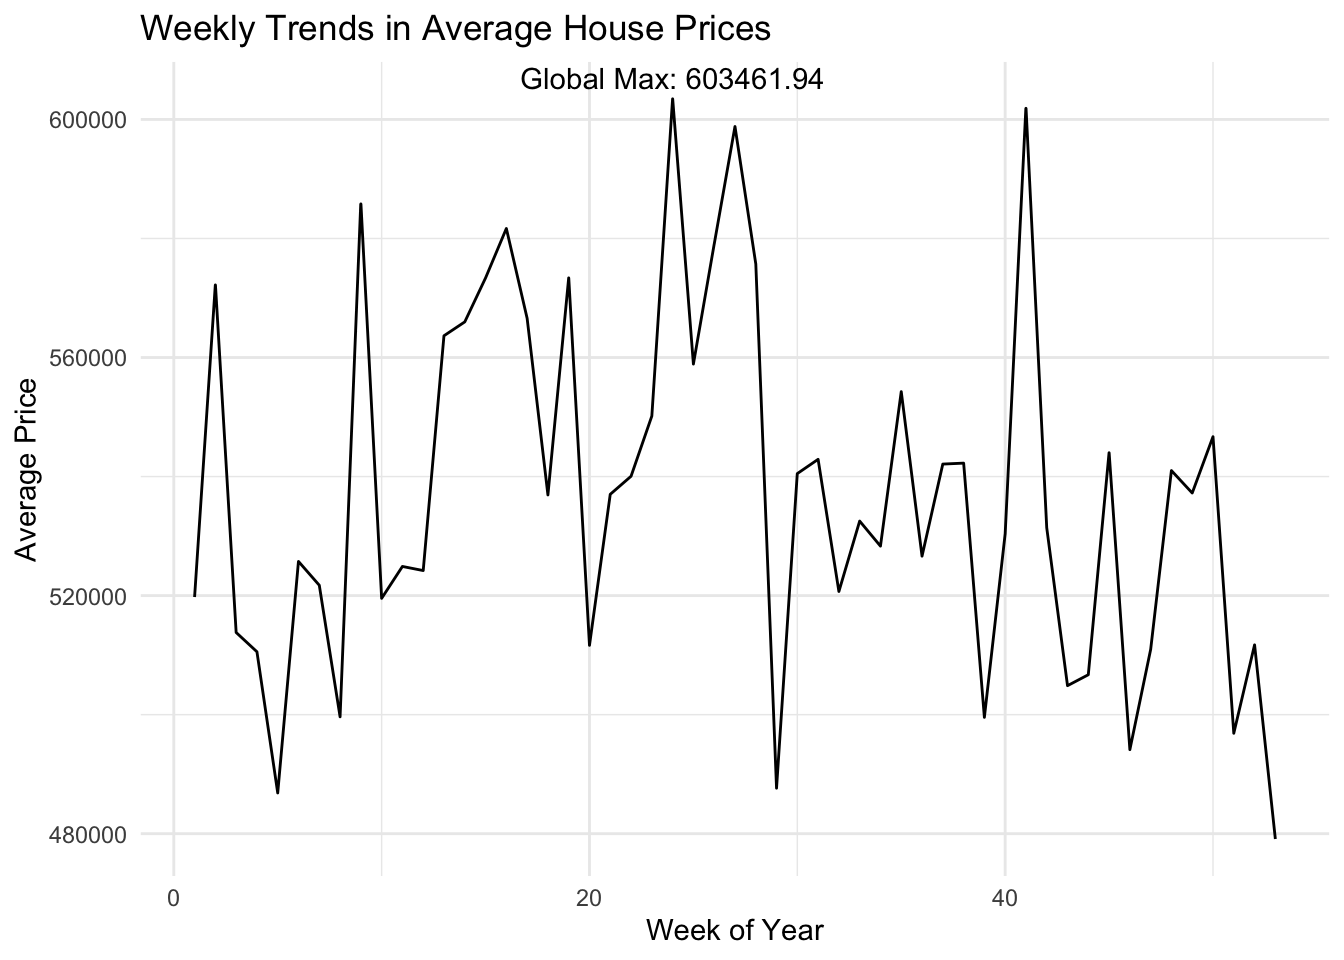 Weekly Trends in Average House Prices
Global Max: 603461.94
600000
560000
520000
480000
Average Price
0
20
40
Week of Year